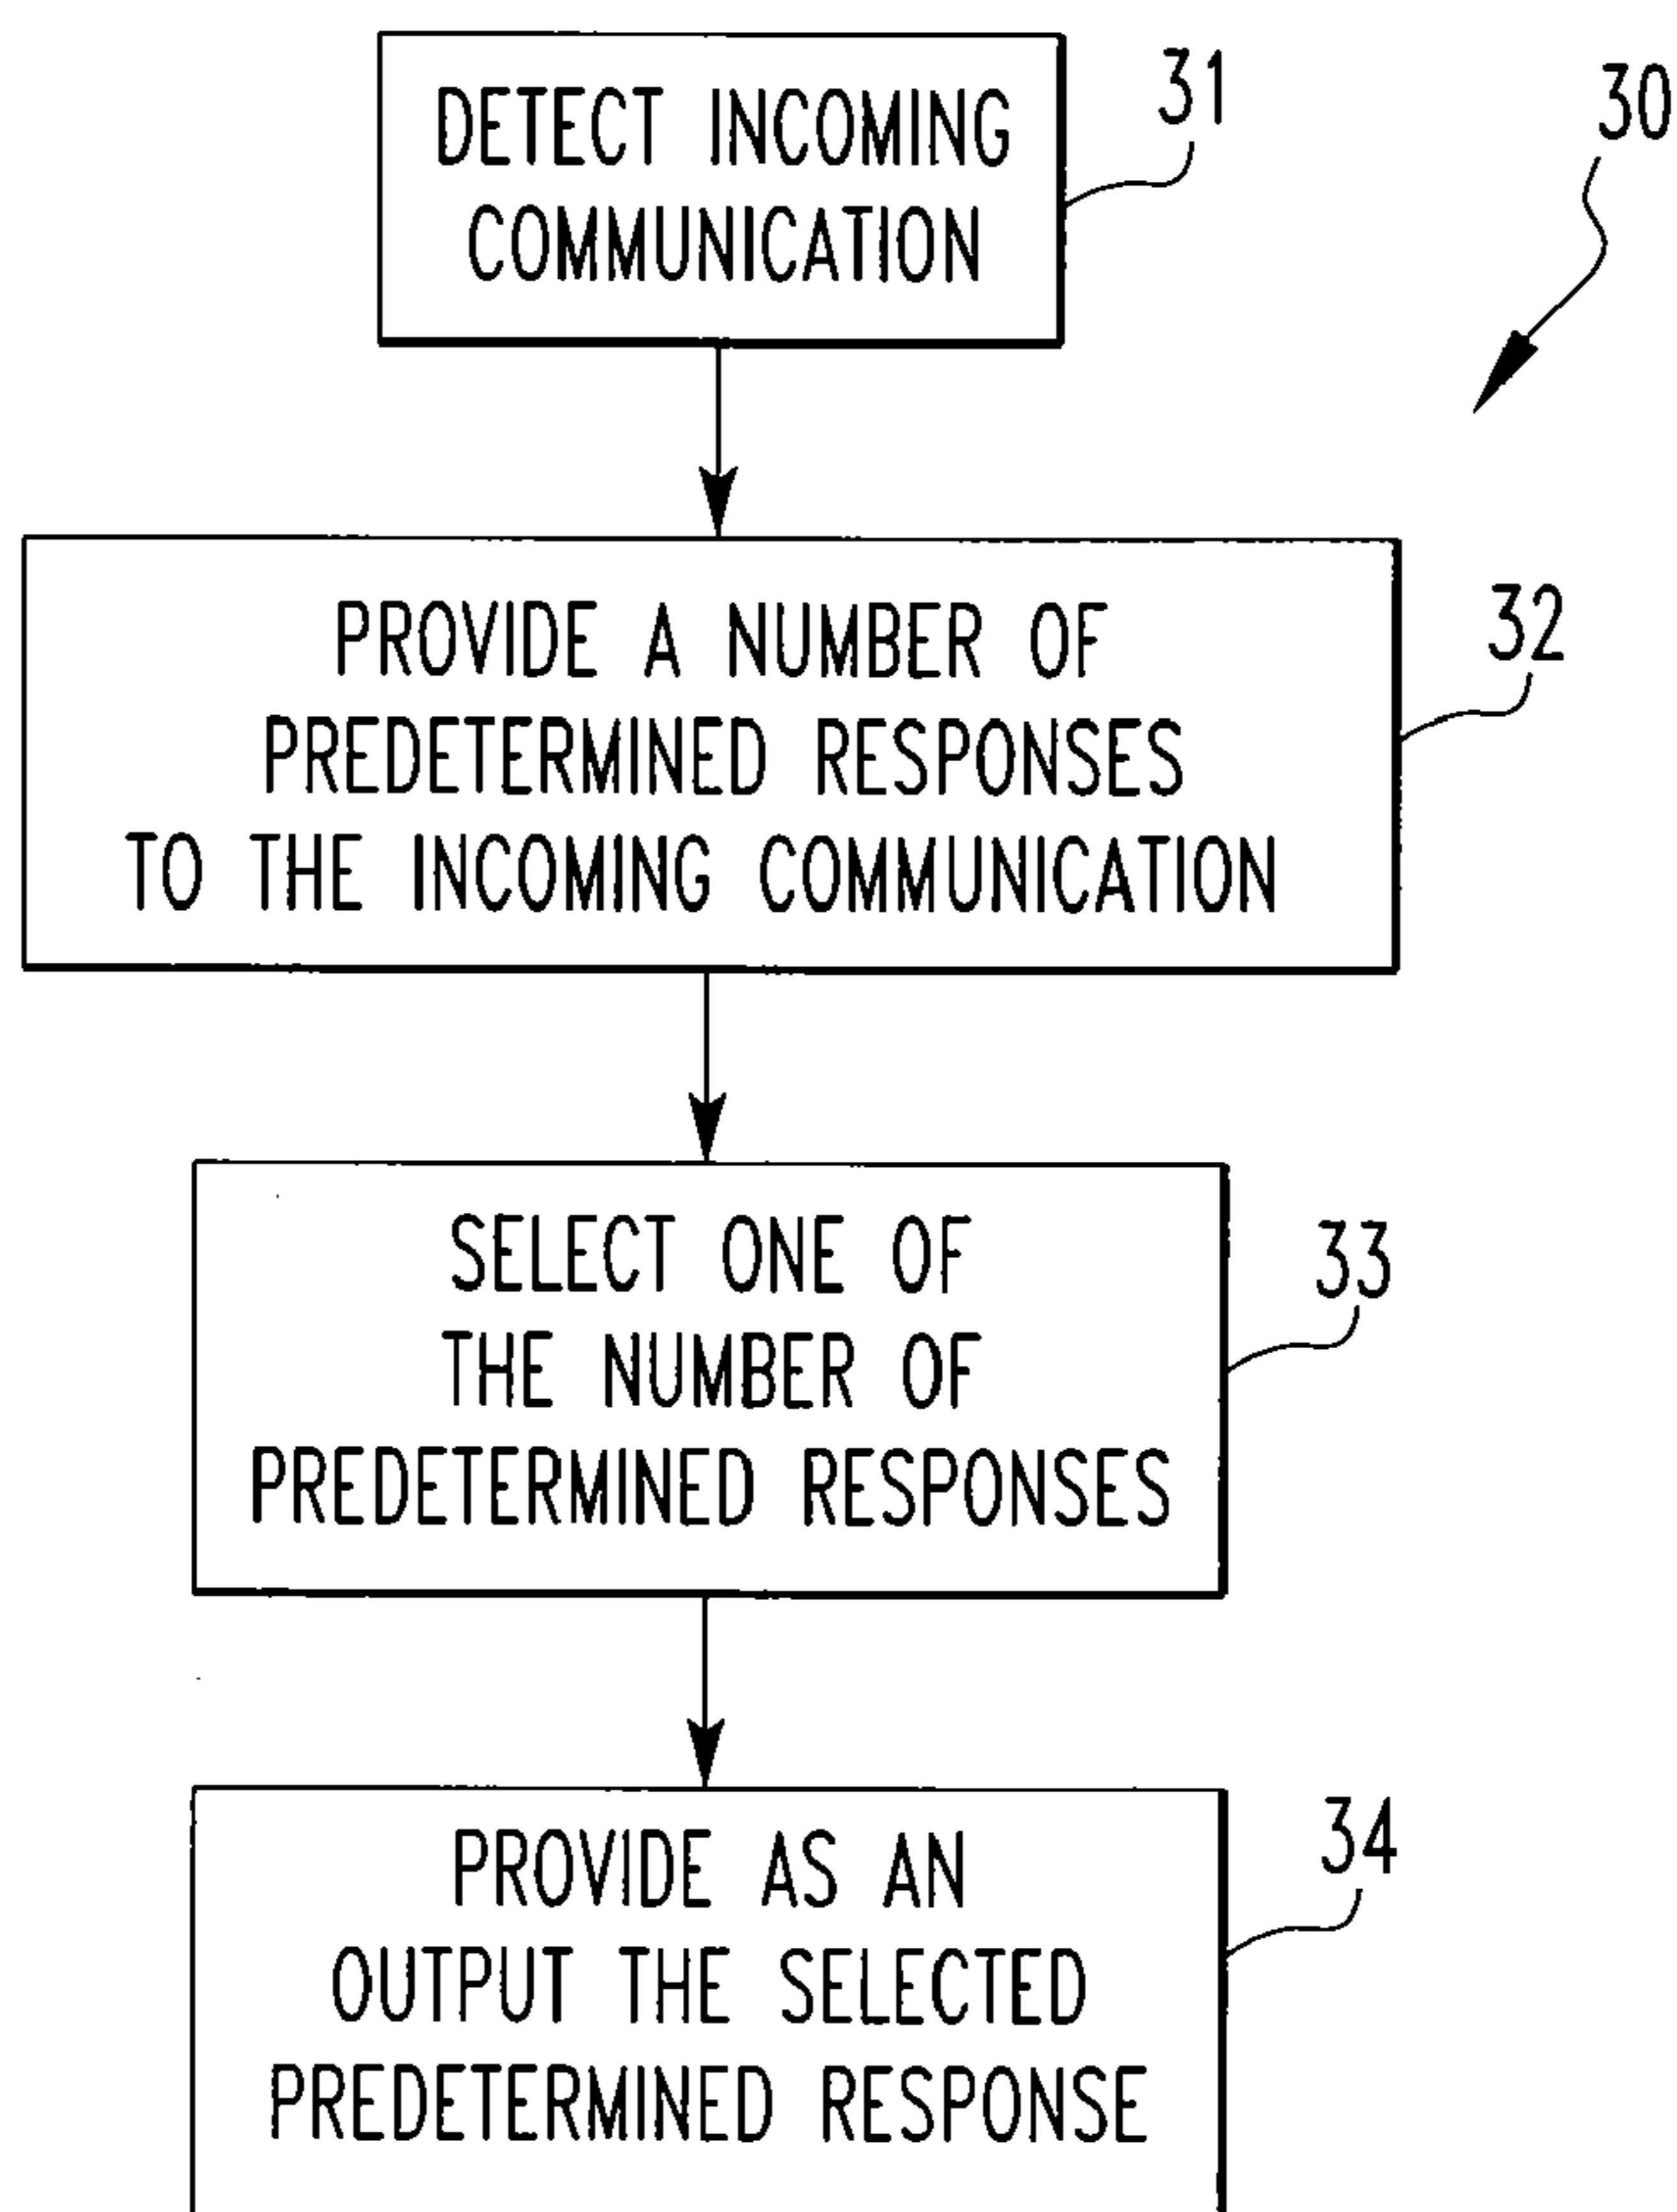 DETECT INCOMING
COMMUNICATION
31
30
PROVIDE A NUMBER OF
PREDETERMINED RESPONSES
TO THE INCOMING COMMUNICATION
32
SELECT ONE OF
THE NUMBER OF
PREDETERMINED RESPONSES
33
PROVIDE AS AN
OUTPUT THE SELECTED
PREDETERMINED RESPONSE
34